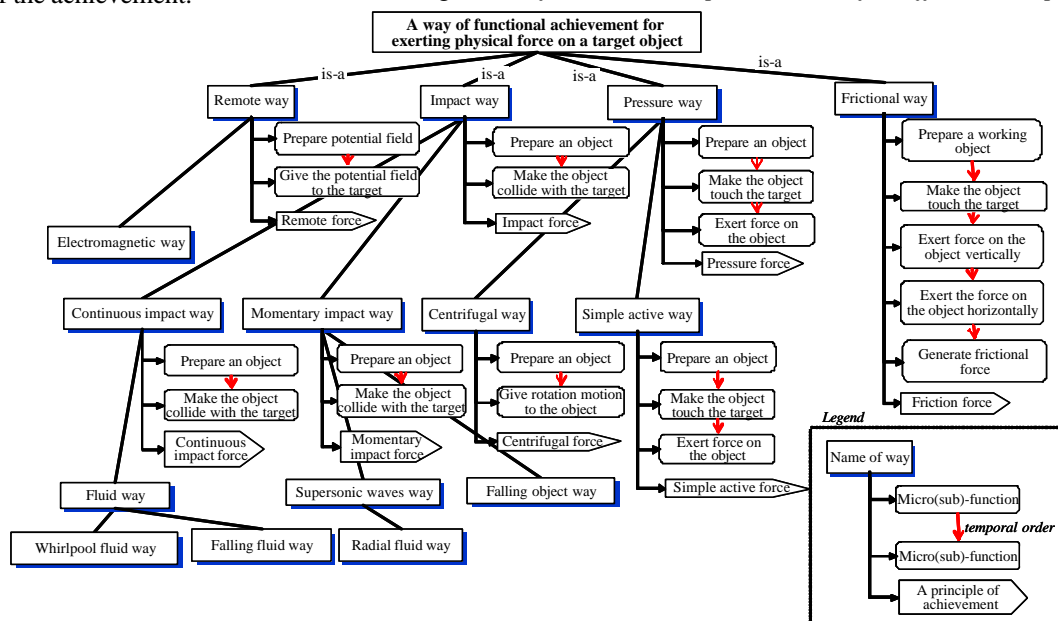 the achievement.
A way of functional achievement for
exerting physical force on a target object
is-a
is-a
is-a
is-a
Remote way
Impact way
Pressure way
Frictional way
Prepare potential field
Give the potential field
to the target
Remote force
Electromagnetic way
Prepare an object
Make the object
collide with the target
Impact force
Prepare an object
Make the object
touch the target
Exert force on
the object
Pressure force
Prepare a working
object
Make the object
touch the target
Exert force on the
object vertically
Exert the force on
the object horizontally
Generate frictional
force
Friction force
Continuous impact way
Momentary impact way
Centrifugal way
Simple active way
Prepare an object
Make the object
collide with the target
Continuous
impact force
Prepare an object
Make the object
collide with the target
Momentary
impact force
Prepare an object
Give rotation motion
to the object
Centrifugal force
Prepare an object
Make the object
touch the target
Exert force on
the object
Simple active force
Fluid way
Supersonic waves way
Falling object way
Whirlpool fluid way
Falling fluid way
Radial fluid way
Legend
Name of way
Micro(sub)-function
temporal order
Micro(sub)-function
A principle of
achievement